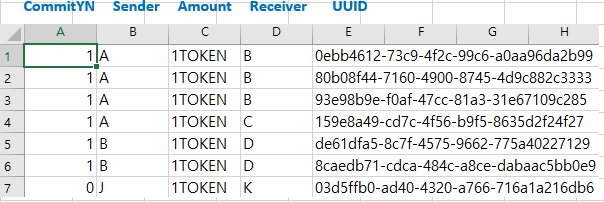 CommitYN Sender Amount Receiver UUID
A B C D E F G H
1 1 A 1TOKEN B 0ebb4612-73c9-4f2c-99c6-a0aa96da2b99
2 1 A 1TOKEN B 80b08f44-7160-4900-8745-4d9c882c3333
3 1 A 1TOKEN B 93e98b9e-f0af-47cc-81a3-31e67109c285
4 1 A 1TOKEN C 159e8a49-cd7c-4f56-b9f5-8635d2f24f27
5 1 B 1TOKEN D de61dfa5-8c7f-4575-9662-775a40227129
6 1 B 1TOKEN D 8caedb71-cdca-484c-a8ce-dabaac5bb0e9
7 0 J 1TOKEN K 03d5ffb0-ad40-4320-a766-716a1a216db6